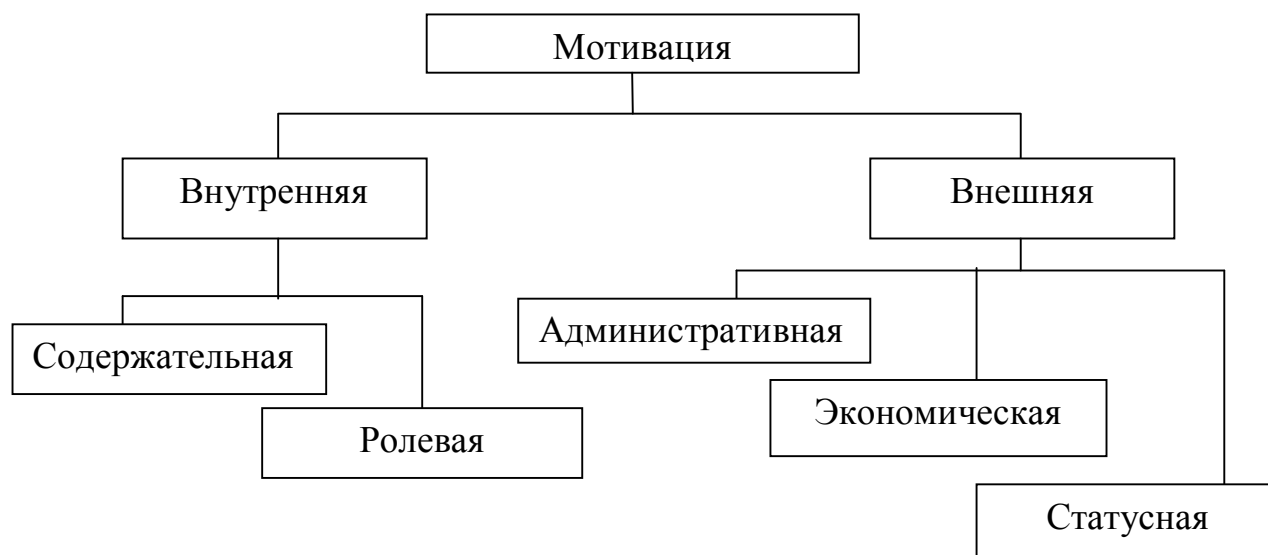 Мотивация
Внутренняя
Внешняя
Содержательная
Административная
Ролевая
Экономическая
Статусная